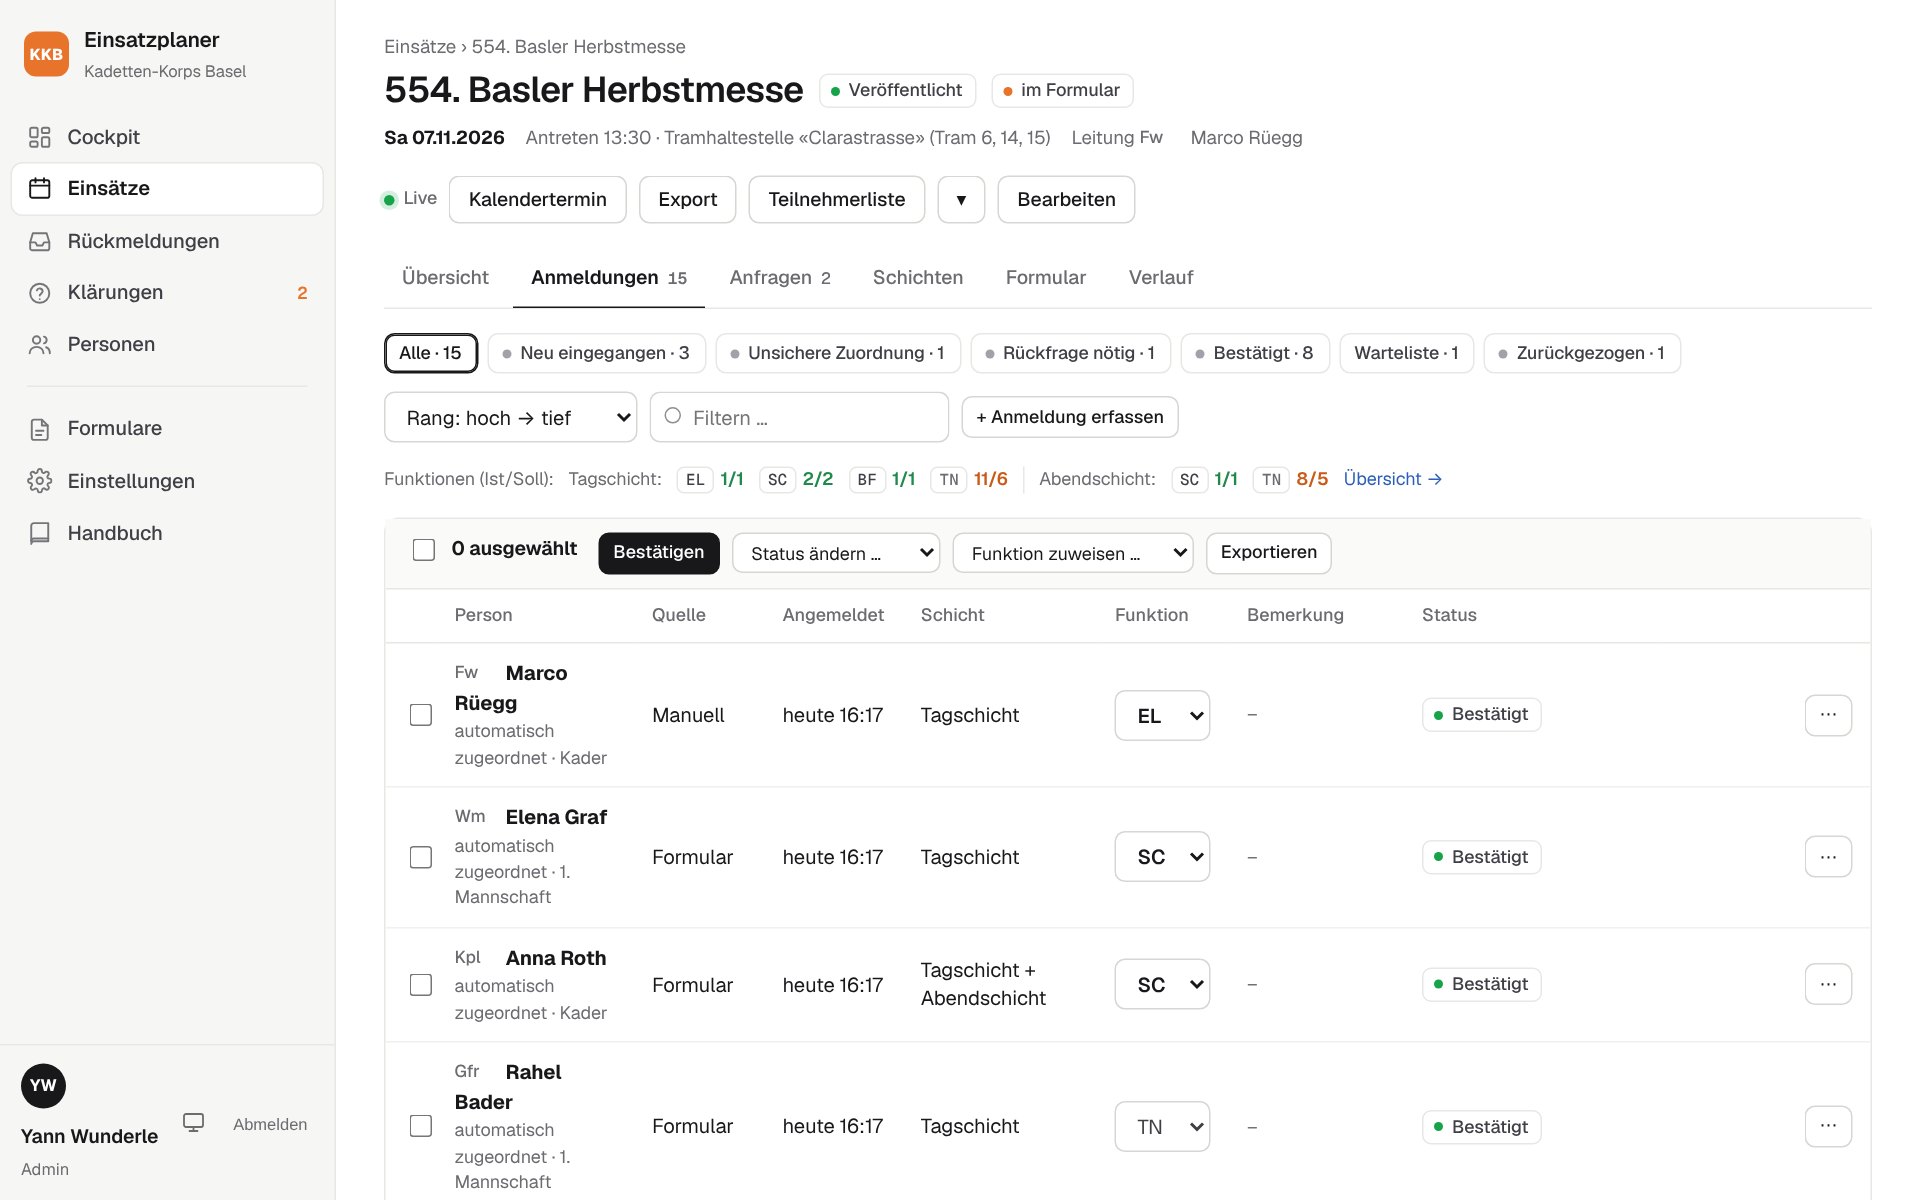 KKB
Einsatzplaner
Kadetten-Korps Basel
Cockpit
Einsätze
Rückmeldungen
Klärungen 2
Personen
Formulare
Einstellungen
Handbuch
YW
Yann Wunderle
Admin
Abmelden
Einsätze › 554. Basler Herbstmesse
554. Basler Herbstmesse Veröffentlicht im Formular
Sa 07.11.2026 Antreten 13:30 · Tramhaltestelle «Clarastrasse» (Tram 6, 14, 15) Leitung Fw Marco Rüegg
Live Kalendertermin Export Teilnehmerliste ▼ Bearbeiten
Übersicht Anmeldungen 15 Anfragen 2 Schichten Formular Verlauf
Alle · 15 Neu eingegangen · 3 Unsichere Zuordnung · 1 Rückfrage nötig · 1 Bestätigt · 8 Warteliste · 1 Zurückgezogen · 1
Rang: hoch → tief Filtern … + Anmeldung erfassen
Funktionen (Ist/Soll): Tagschicht: EL 1/1 SC 2/2 BF 1/1 TN 11/6 Abendschicht: SC 1/1 TN 8/5 Übersicht →
0 ausgewählt Bestätigen Status ändern … Funktion zuweisen … Exportieren
Person Quelle Angemeldet Schicht Funktion Bemerkung Status
Fw Marco
Rüegg
automatisch
zugeordnet · Kader
Manuell heute 16:17 Tagschicht EL – Bestätigt ···
Wm Elena Graf
automatisch
zugeordnet · 1.
Mannschaft
Formular heute 16:17 Tagschicht SC – Bestätigt ···
Kpl Anna Roth
automatisch
zugeordnet · Kader
Formular heute 16:17 Tagschicht +
Abendschicht
SC – Bestätigt ···
Gfr Rahel
Bader
automatisch
zugeordnet · 1.
Mannschaft
Formular heute 16:17 Tagschicht TN – Bestätigt ···